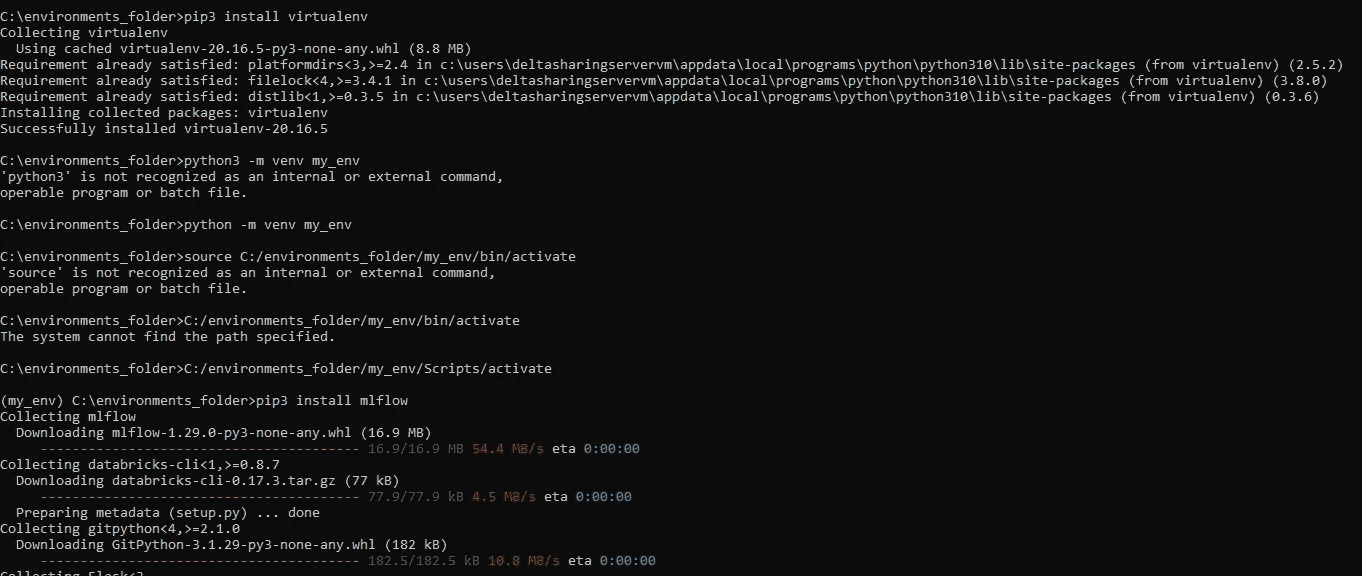 C:\environments_folder>pip3 install virtualenv
Collecting virtualenv
  Using cached virtualenv-20.16.5-py3-none-any.whl (8.8 MB)
Requirement already satisfied: platformdirs<3,>=2.4 in c:\users\deltasharingservervm\appdata\local\programs\python\python310\lib\site-packages (from virtualenv) (2.5.2)
Requirement already satisfied: filelock<4,>=3.4.1 in c:\users\deltasharingservervm\appdata\local\programs\python\python310\lib\site-packages (from virtualenv) (3.8.0)
Requirement already satisfied: distlib<1,>=0.3.5 in c:\users\deltasharingservervm\appdata\local\programs\python\python310\lib\site-packages (from virtualenv) (0.3.6)
Installing collected packages: virtualenv
Successfully installed virtualenv-20.16.5
C:\environments_folder>python3 -m venv my_env
'python3' is not recognized as an internal or external command,
operable program or batch file.
C:\environments_folder>python -m venv my_env
C:\environments_folder>source C:/environments_folder/my_env/bin/activate
'source' is not recognized as an internal or external command,
operable program or batch file.
C:\environments_folder>C:/environments_folder/my_env/bin/activate
The system cannot find the path specified.
C:\environments_folder>C:/environments_folder/my_env/Scripts/activate
(my_env) C:\environments_folder>pip3 install mlflow
Collecting mlflow
  Downloading mlflow-1.29.0-py3-none-any.whl (16.9 MB)
     ---------------------------------------- 16.9/16.9 MB 54.4 MB/s eta 0:00:00
Collecting databricks-cli<1,>=0.8.7
  Downloading databricks-cli-0.17.3.tar.gz (77 kB)
     ---------------------------------------- 77.9/77.9 kB 4.5 MB/s eta 0:00:00
  Preparing metadata (setup.py) ... done
Collecting gitpython<4,>=2.1.0
  Downloading GitPython-3.1.29-py3-none-any.whl (182 kB)
     ---------------------------------------- 182.5/182.5 kB 10.8 MB/s eta 0:00:00
Collecting Flask<3